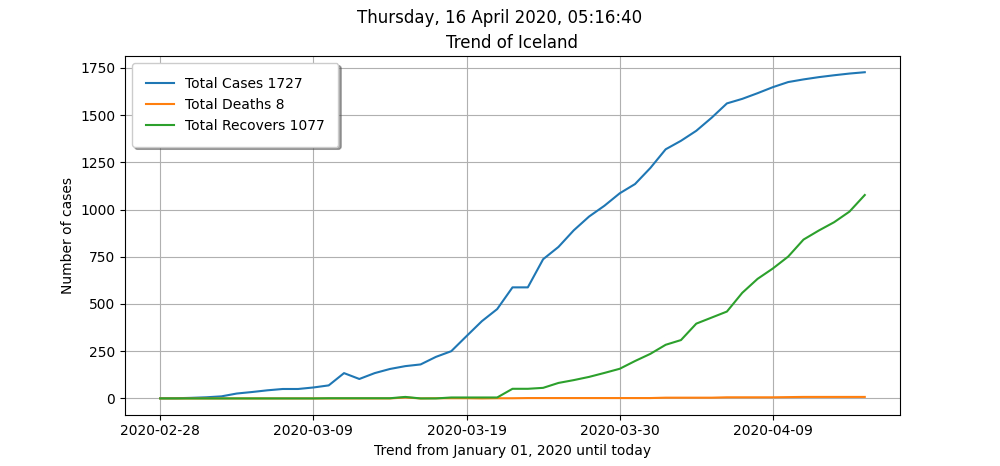 Thursday, 16 April 2020, 05:16:40
Trend of Iceland
1750
1500
1250
1000
750
500
250
0
Number of cases
Total Cases 1727
Total Deaths 8
Total Recovers 1077
2020-02-28 2020-03-09 2020-03-19 2020-03-30 2020-04-09
Trend from January 01, 2020 until today